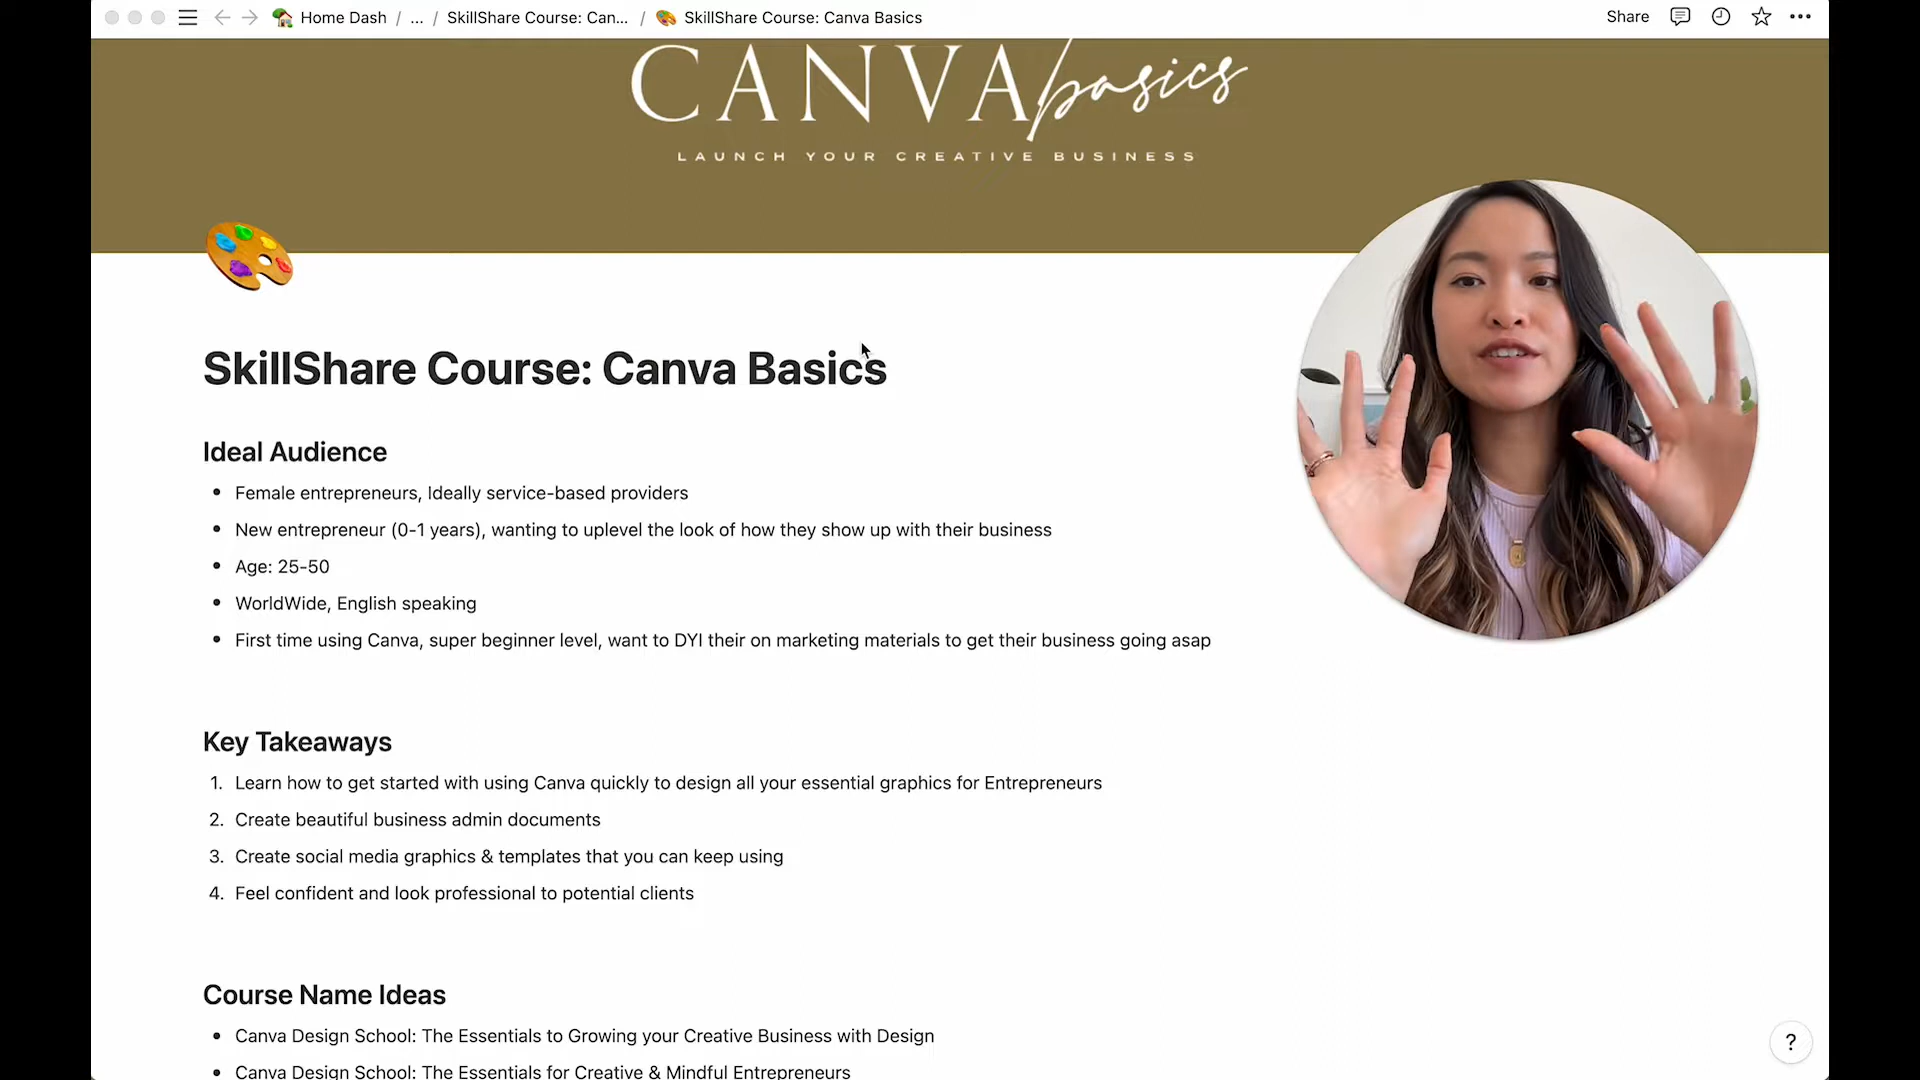 Home Dash / ... / SkillShare Course: Can... / SkillShare Course: Canva Basics
Share
CANVA basics
LAUNCH YOUR CREATIVE BUSINESS
SkillShare Course: Canva Basics
Ideal Audience
• Female entrepreneurs, Ideally service-based providers
• New entrepreneur (0-1 years), wanting to uplevel the look of how they show up with their business
• Age: 25-50
• WorldWide, English speaking
• First time using Canva, super beginner level, want to DYI their on marketing materials to get their business going asap
Key Takeaways
1. Learn how to get started with using Canva quickly to design all your essential graphics for Entrepreneurs
2. Create beautiful business admin documents
3. Create social media graphics & templates that you can keep using
4. Feel confident and look professional to potential clients
Course Name Ideas
• Canva Design School: The Essentials to Growing your Creative Business with Design
• Canva Design School: The Essentials for Creative & Mindful Entrepreneurs
?